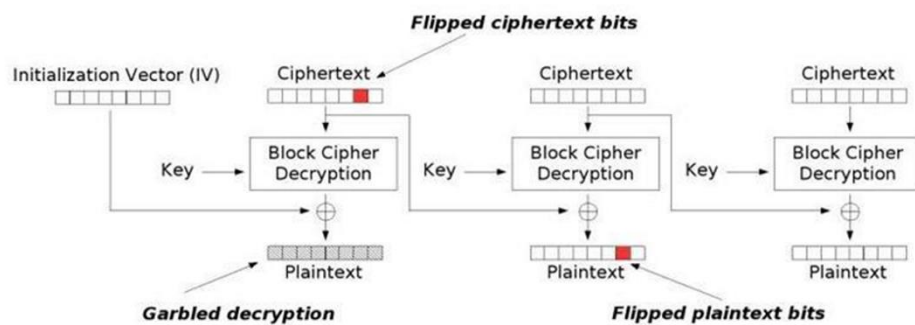 Flipped ciphertext bits
Initialization Vector (IV)
Ciphertext
Ciphertext
Ciphertext
Key
Block Cipher
Decryption
Key
Block Cipher
Decryption
Key
Block Cipher
Decryption
Plaintext
Plaintext
Plaintext
Garbled decryption
Flipped plaintext bits